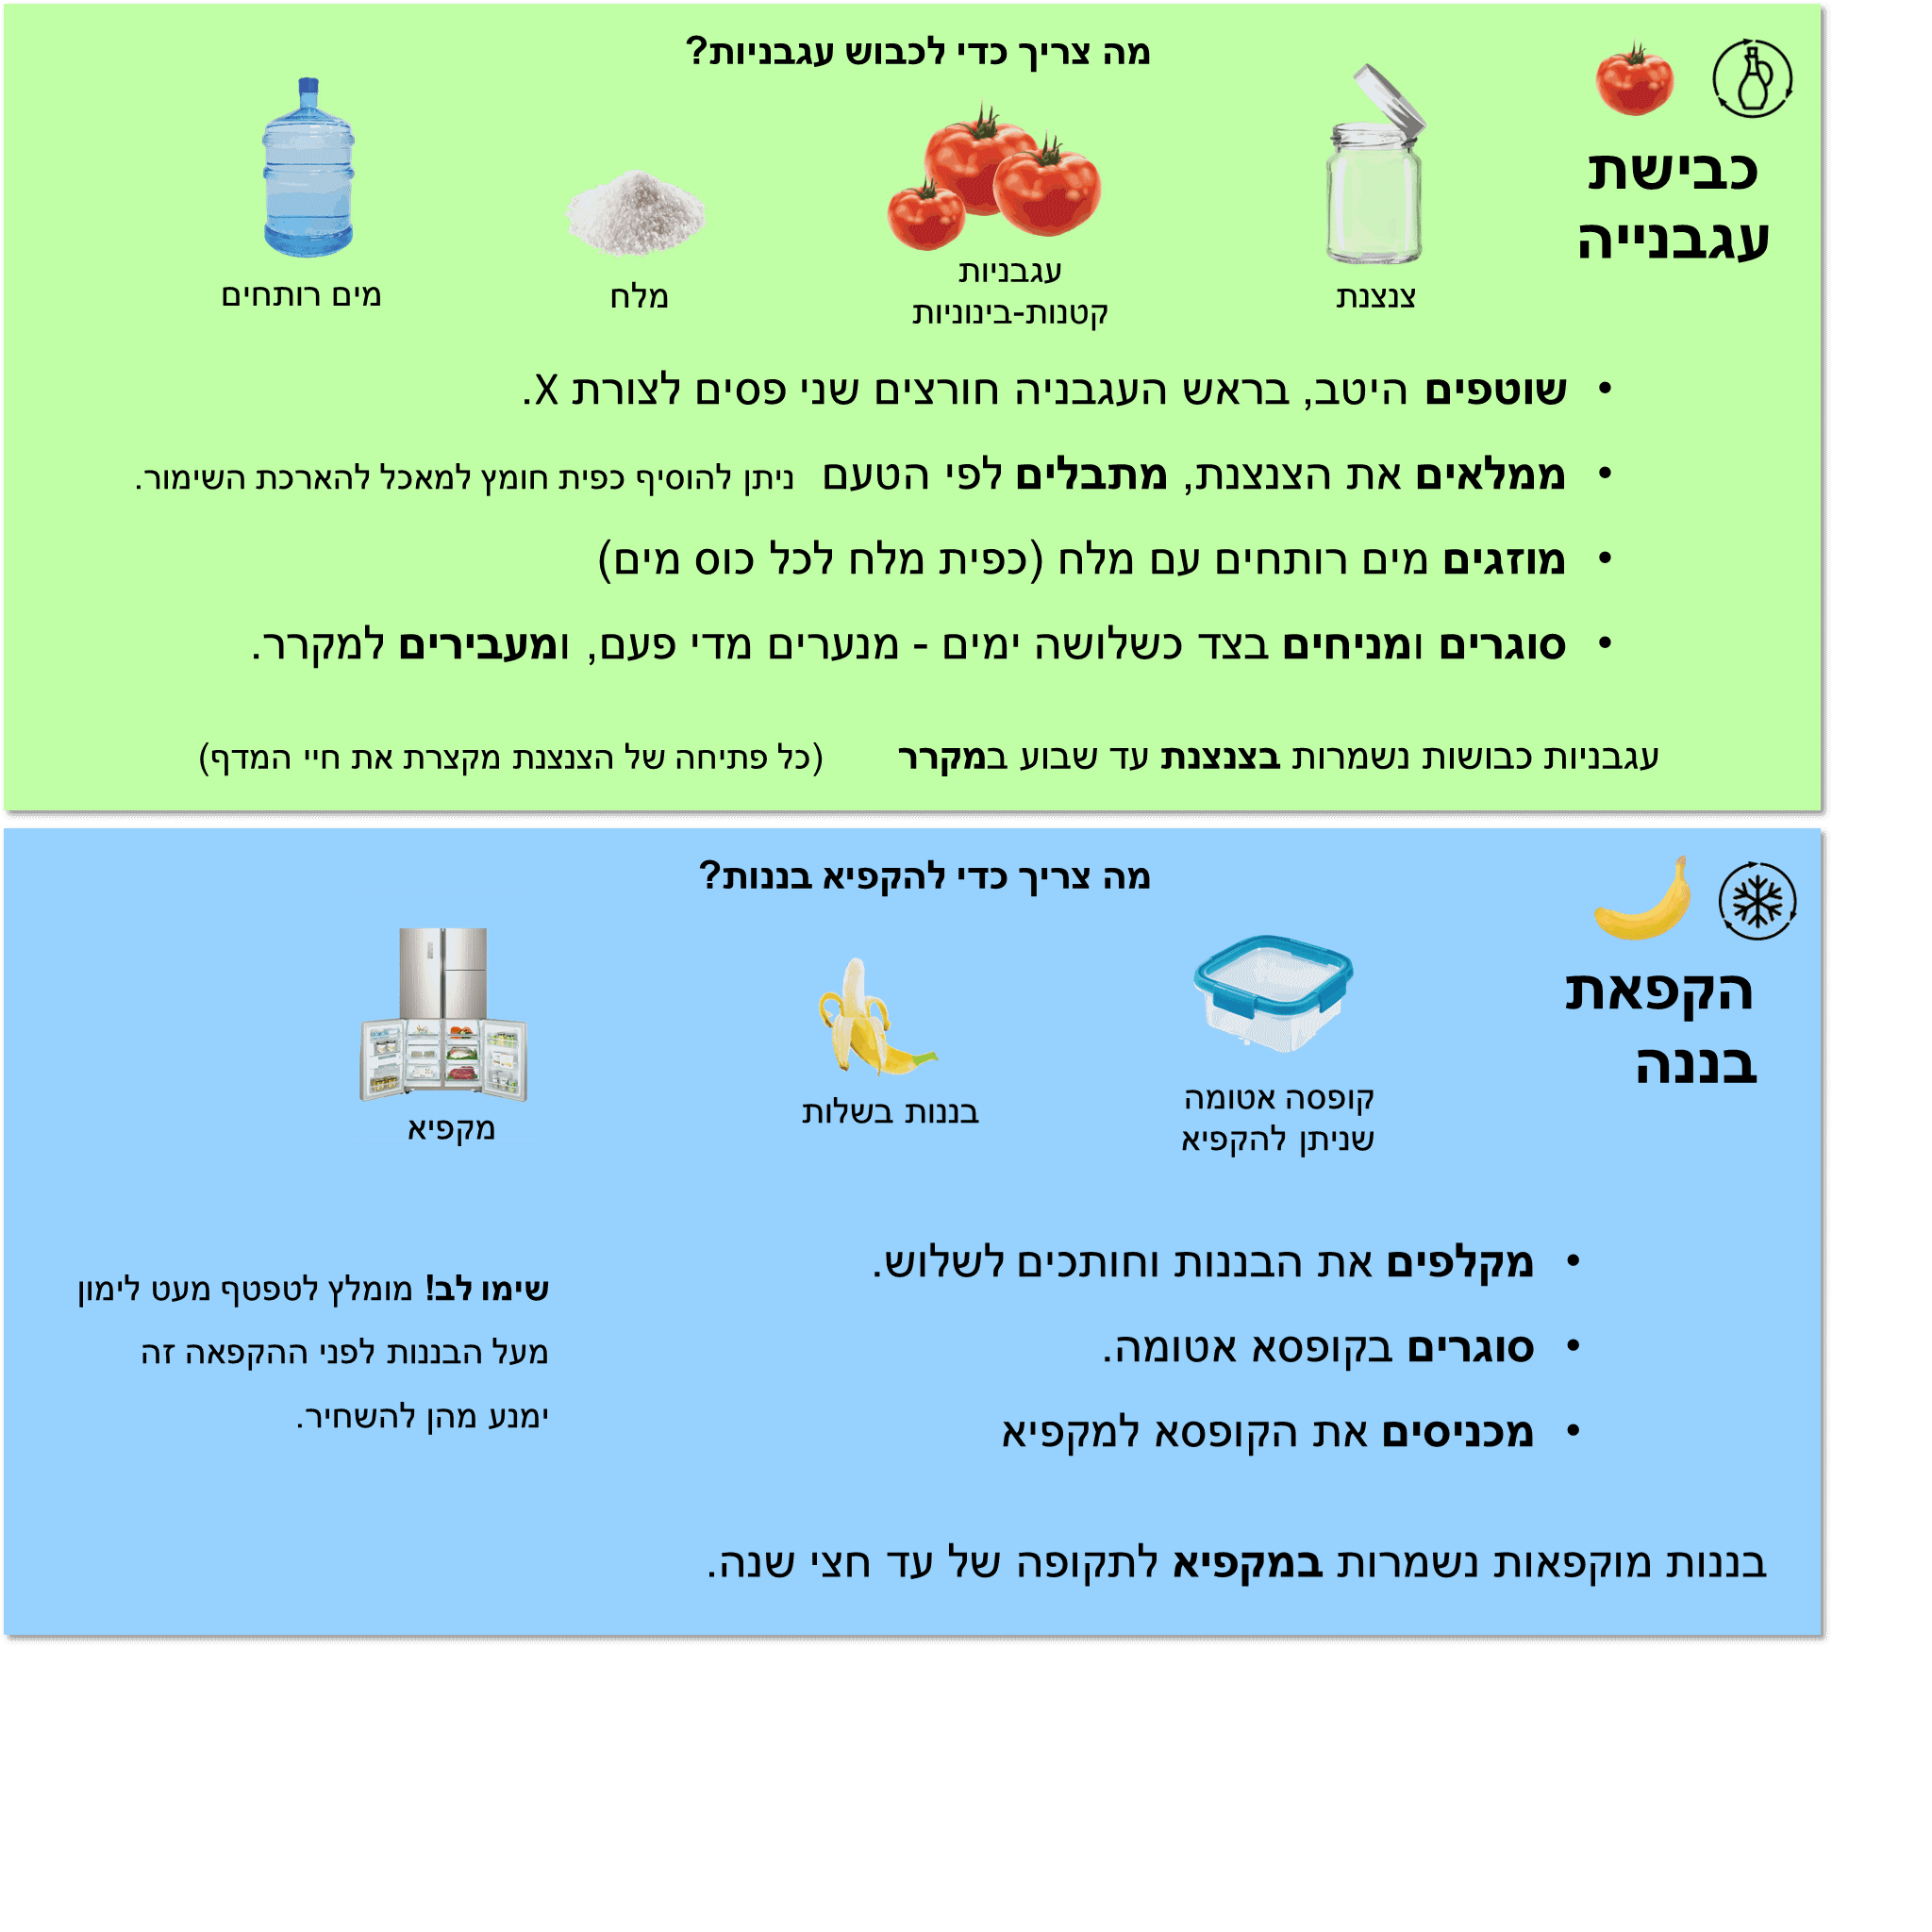 כבישת
עגבנייה
מה צריך כדי לכבוש עגבניות?
צנצנת
עגבניות
קטנות-בינוניות
מלח
מים רותחים
• שוטפים היטב, בראש העגבניה חורצים שני פסים לצורת X.
• ממלאים את הצנצנת, מתבלים לפי הטעם ניתן להוסיף כפית חומץ למאכל להארכת השימור.
• מוזגים מים רותחים עם מלח (כפית מלח לכל כוס מים)
• סוגרים ומניחים בצד כשלושה ימים - מנערים מדי פעם, ומעבירים למקרר.
עגבניות כבושות נשמרות בצנצנת עד שבוע במקרר (כל פתיחה של הצנצנת מקצרת את חיי המדף)
הקפאת
בננה
מה צריך כדי להקפיא בננות?
קופסה אטומה
שניתן להקפיא
בננות בשלות
מקפיא
• מקלפים את הבננות וחותכים לשלוש.
• סוגרים בקופסא אטומה.
• מכניסים את הקופסא למקפיא
שימו לב! מומלץ לטפטף מעט לימון
מעל הבננות לפני ההקפאה זה
ימנע מהן להשחיר.
בננות מוקפאות נשמרות במקפיא לתקופה של עד חצי שנה.